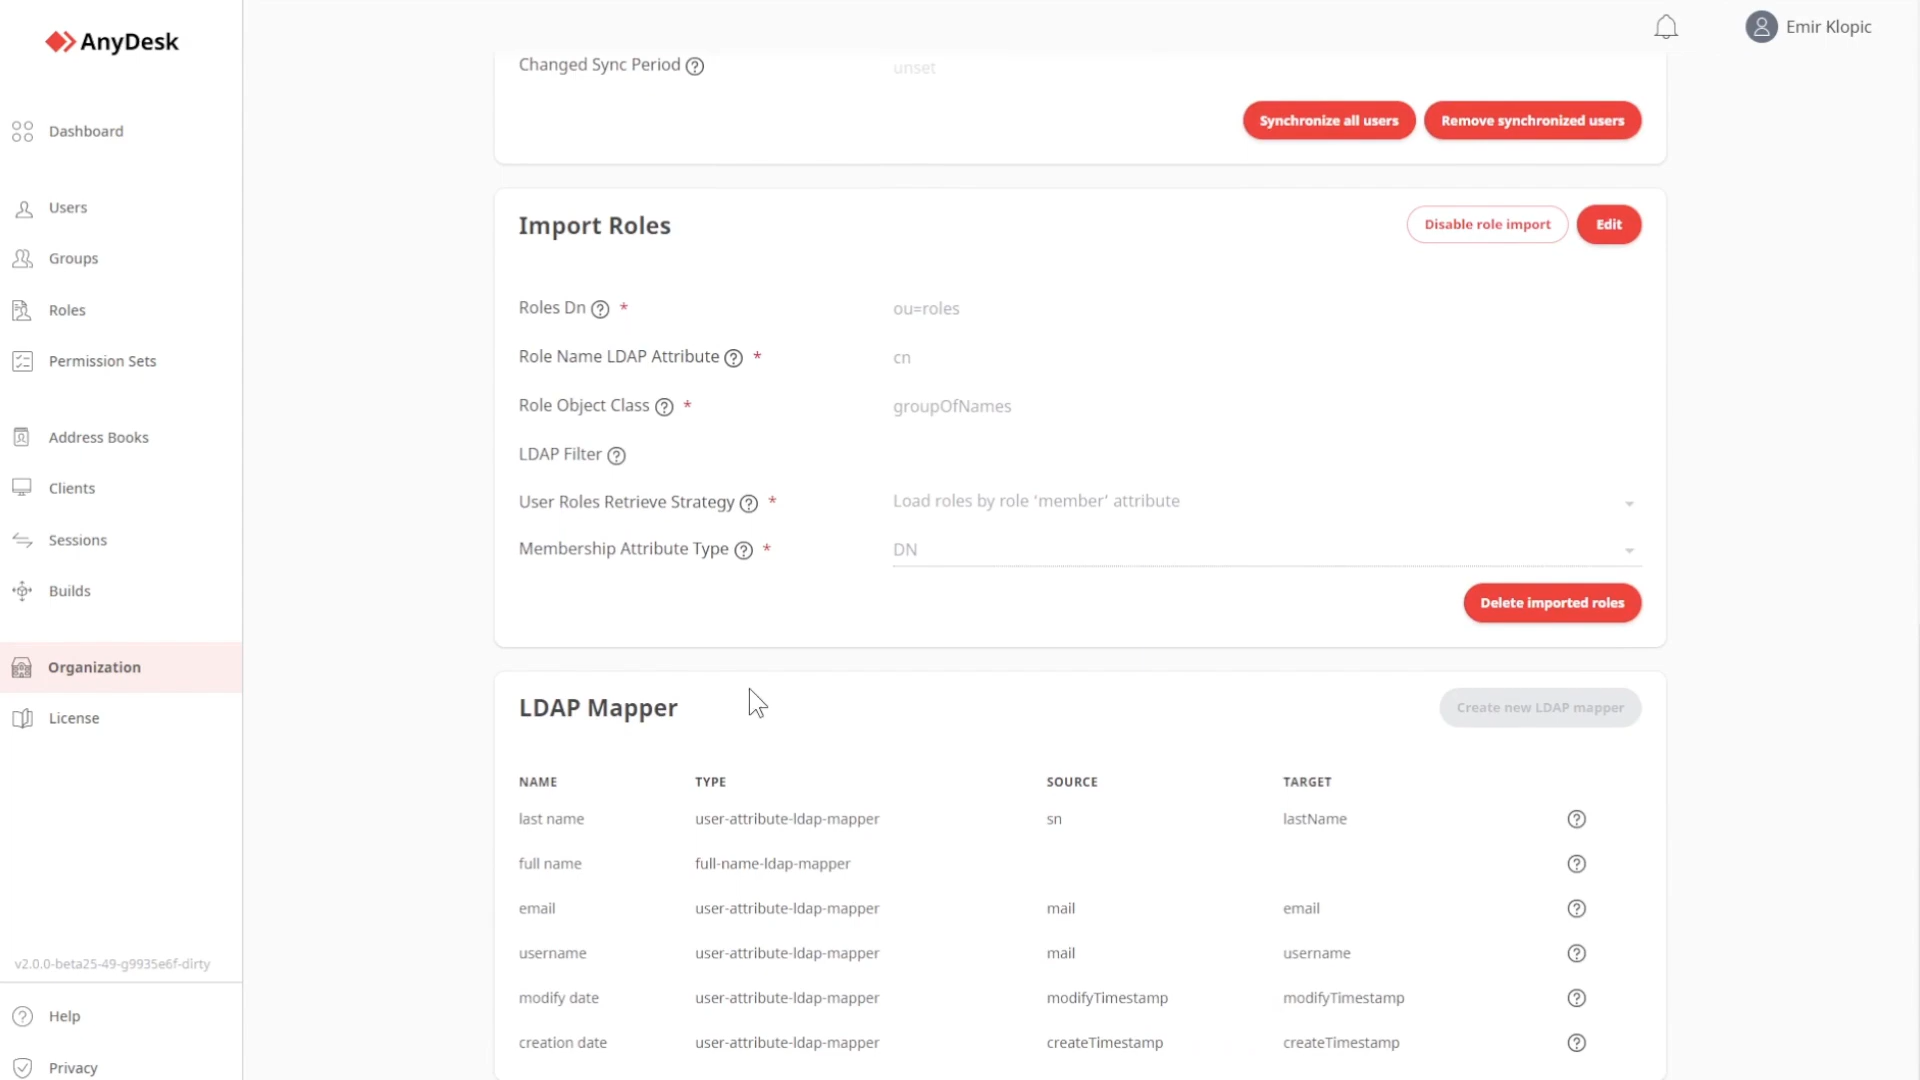 AnyDesk
Emir Klopic
Dashboard
Users
Groups
Roles
Permission Sets
Address Books
Clients
Sessions
Builds
Organization
License
v2.0.0-beta25-49-g9935e6f-dirty
Help
Privacy
Changed Sync Period ? unset
Synchronize all users Remove synchronized users
Import Roles Disable role import Edit
Roles Dn ? * ou=roles
Role Name LDAP Attribute ? * cn
Role Object Class ? * groupOfNames
LDAP Filter ?
User Roles Retrieve Strategy ? * Load roles by role ‘member’ attribute
Membership Attribute Type ? * DN
Delete imported roles
LDAP Mapper Create new LDAP mapper
NAME TYPE SOURCE TARGET
last name user-attribute-ldap-mapper sn lastName ?
full name full-name-ldap-mapper ?
email user-attribute-ldap-mapper mail email ?
username user-attribute-ldap-mapper mail username ?
modify date user-attribute-ldap-mapper modifyTimestamp modifyTimestamp ?
creation date user-attribute-ldap-mapper createTimestamp createTimestamp ?